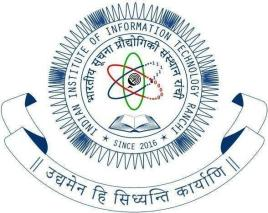 INDIAN INSTITUTE OF INFORMATION TECHNOLOGY RANCHI
भारतीय सूचना प्रौद्योगिकी संस्थान रांची
* SINCE 2016 *
|| उद्यमेन हि सिध्यन्ति कार्याणि ||